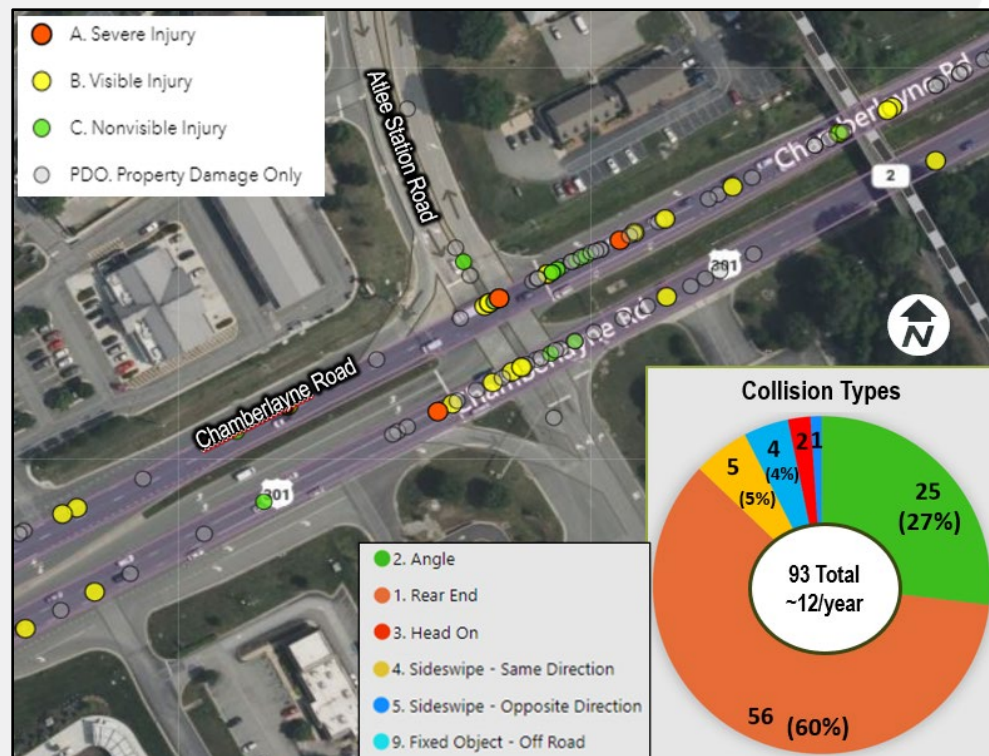 A. Severe Injury
B. Visible Injury
C. Nonvisible Injury
PDO. Property Damage Only
Atlee Station Road
Chamberlayne Rd
2
301
Chamberlayne Rd
Chamberlayne Road
301
N
Collision Types
5
(5%)
4
(4%)
2
1
25
(27%)
93 Total
~12/year
56 (60%)
2. Angle
1. Rear End
3. Head On
4. Sideswipe - Same Direction
5. Sideswipe - Opposite Direction
9. Fixed Object - Off Road